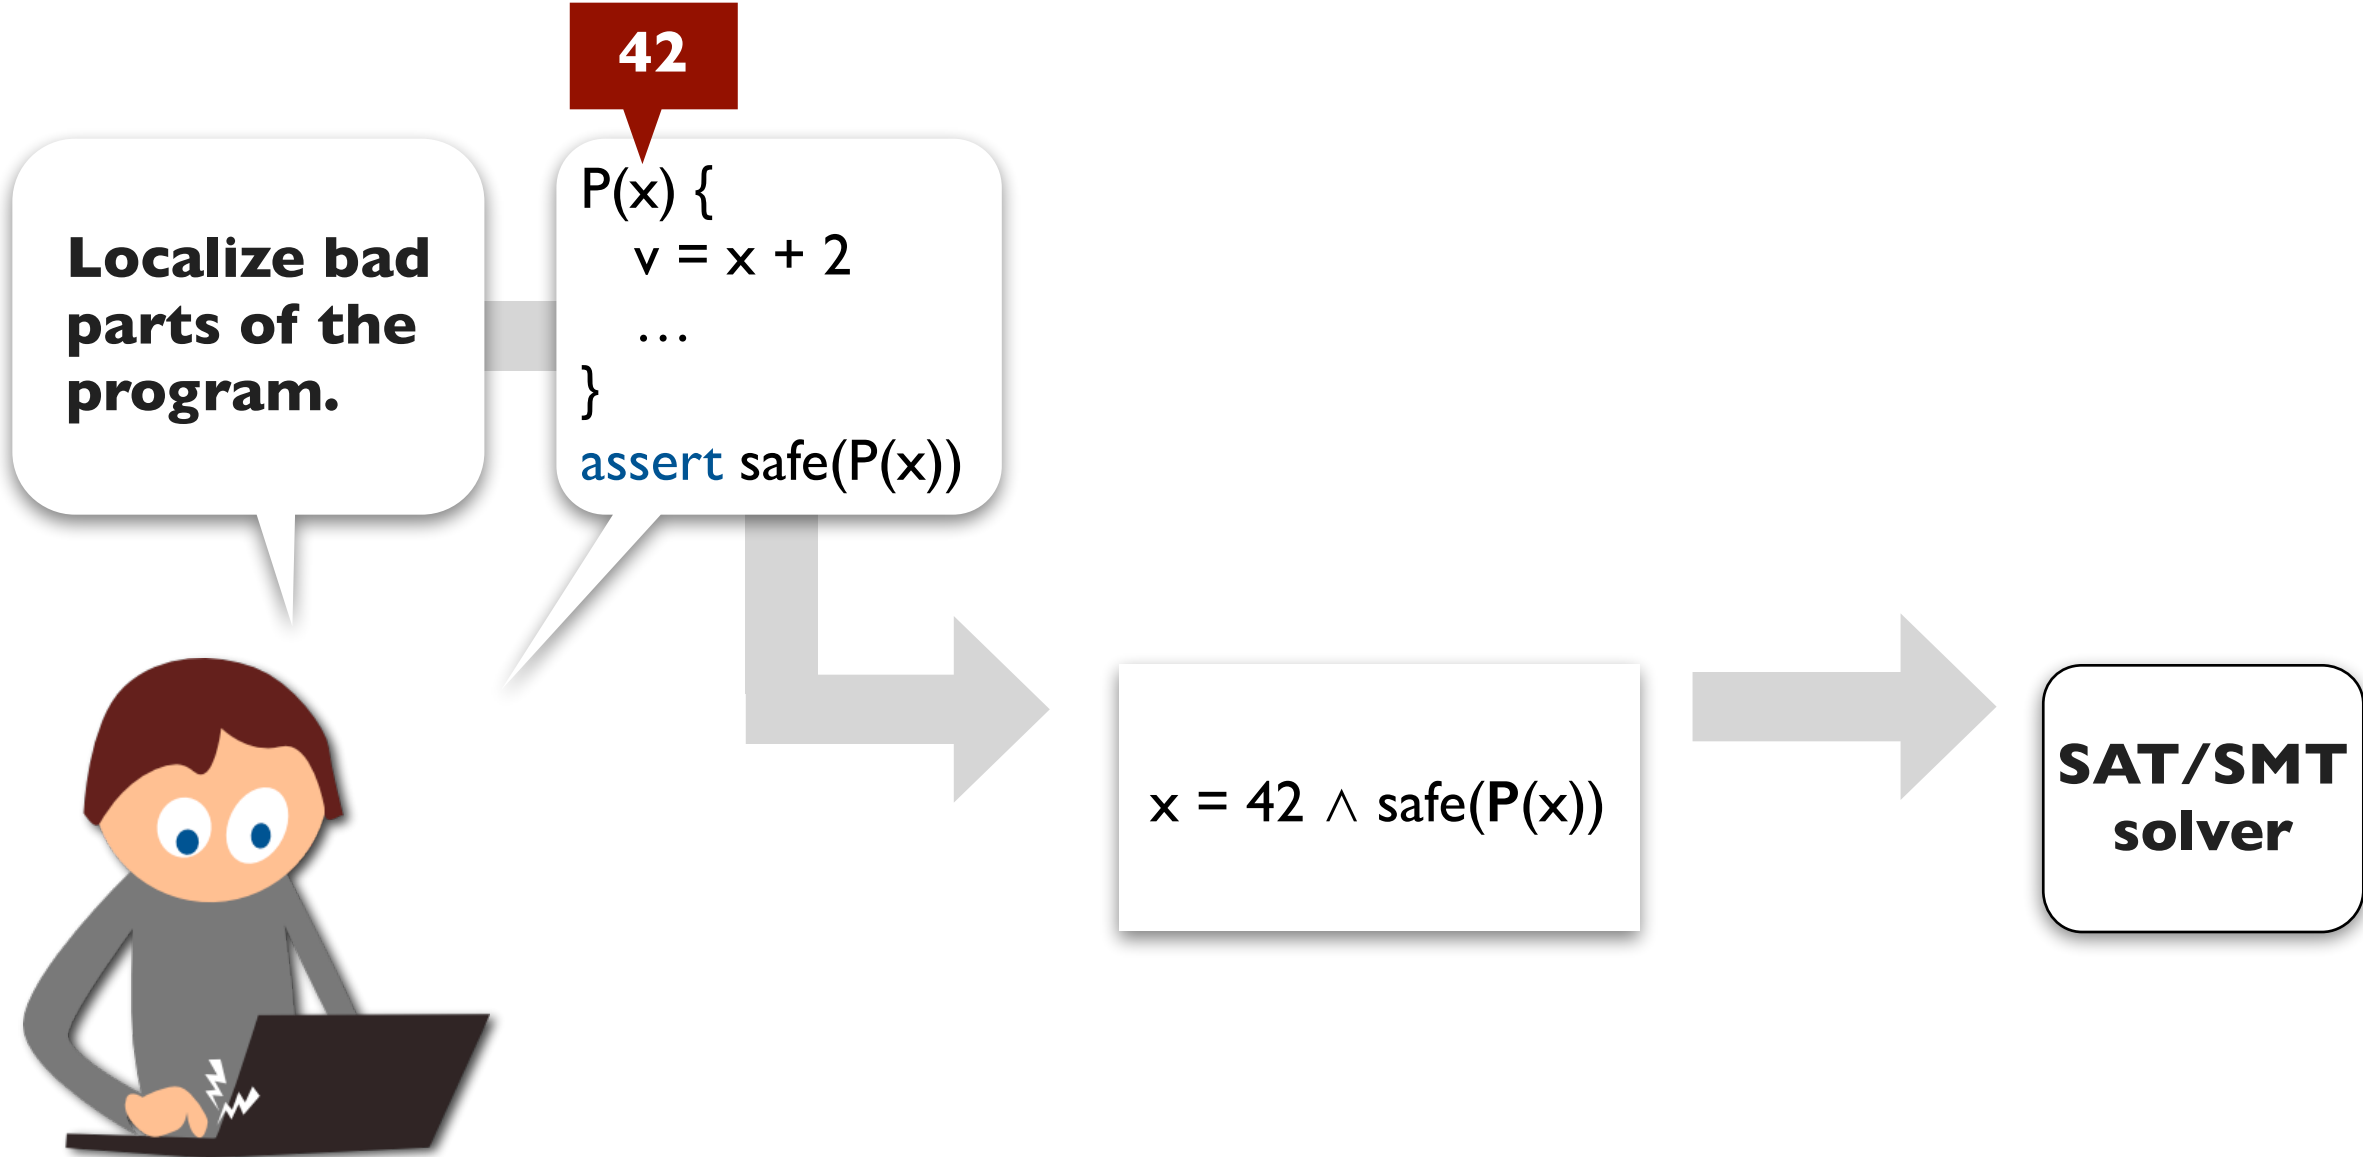 42
Localize bad
parts of the
program.
P(x) {
v = x + 2
…
}
assert safe(P(x))
x = 42 ∧ safe(P(x))
SAT/SMT
solver